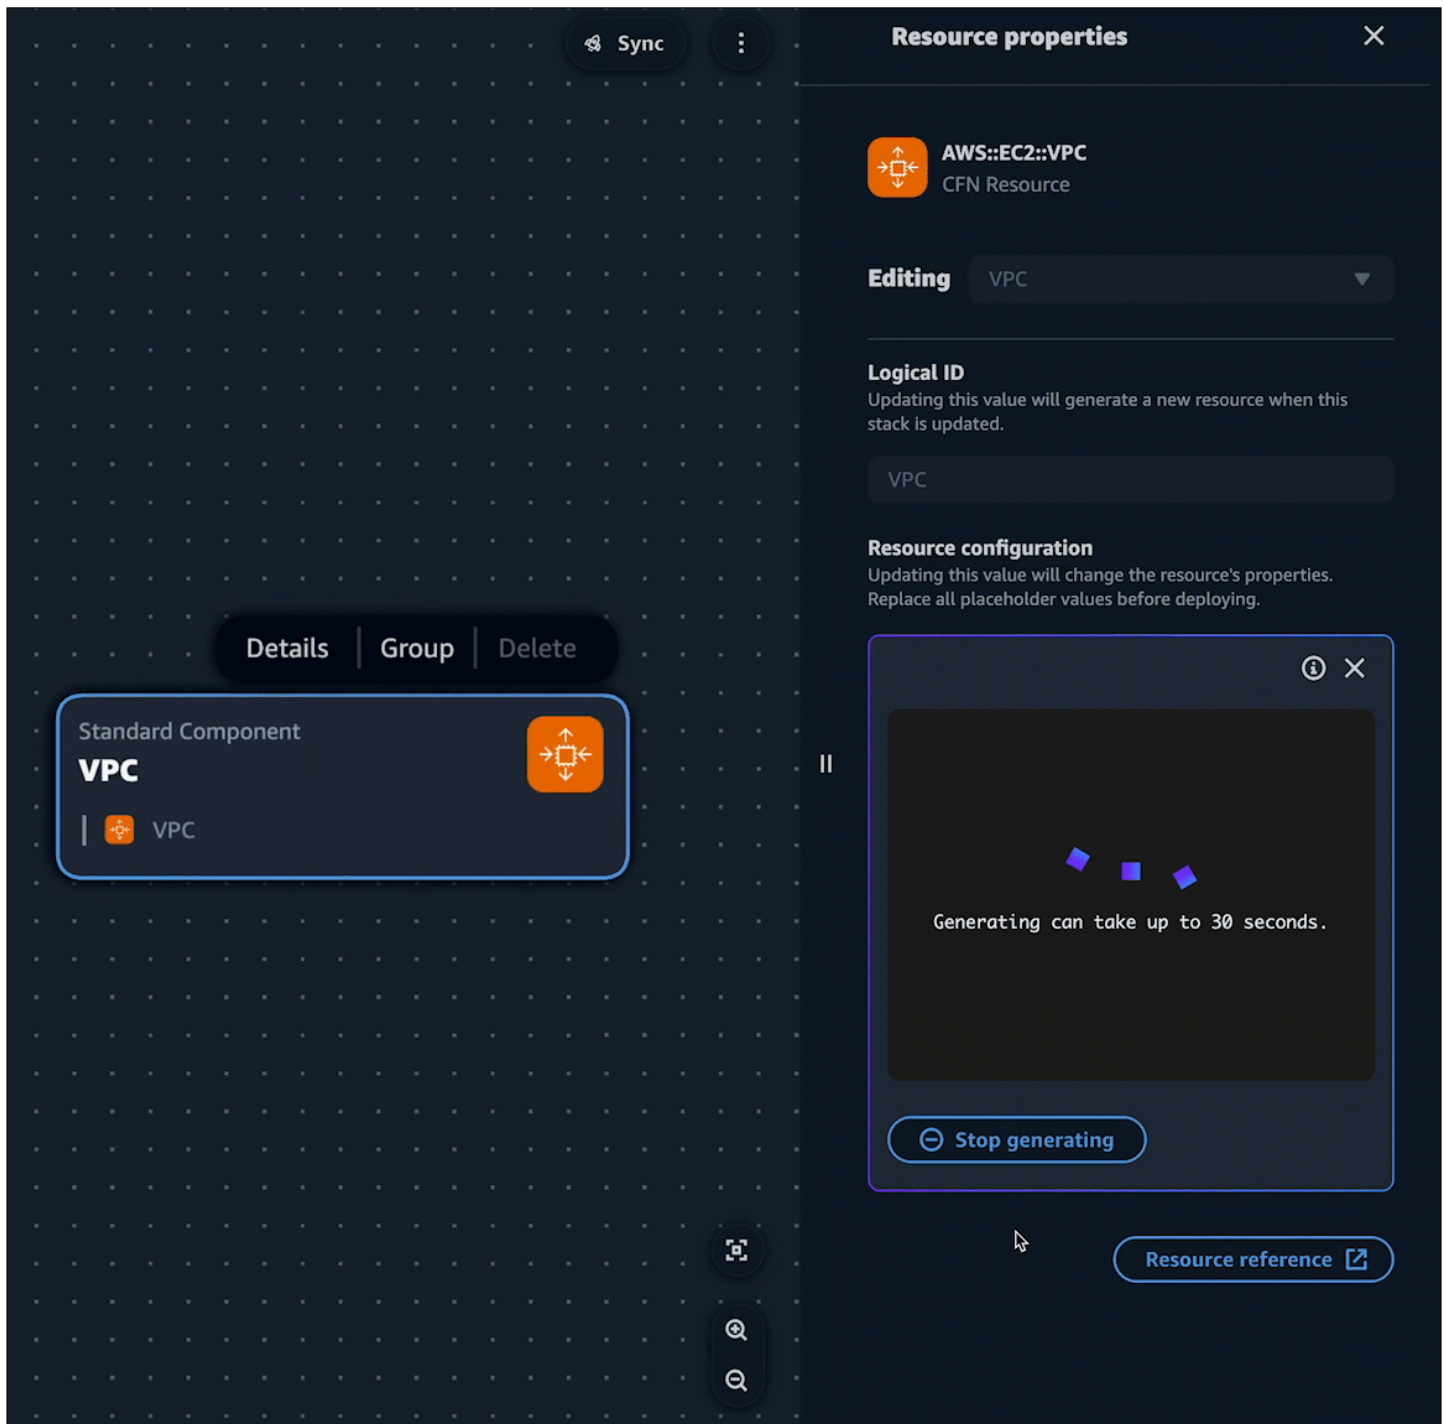 Sync
Resource properties
AWS::EC2::VPC
CFN Resource
Editing
VPC
Logical ID
Updating this value will generate a new resource when this
stack is updated.
VPC
Resource configuration
Updating this value will change the resource's properties.
Replace all placeholder values before deploying.
Details
Group
Delete
Standard Component
VPC
VPC
Generating can take up to 30 seconds.
Stop generating
Resource reference